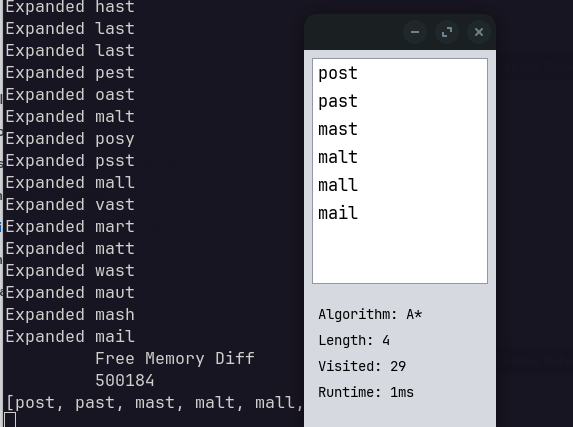 Expanded hast
Expanded last
Expanded last
Expanded pest
Expanded oast
Expanded malt
Expanded posy
Expanded psst
Expanded mall
Expanded vast
Expanded mart
Expanded matt
Expanded wast
Expanded maut
Expanded mash
Expanded mail
Free Memory Diff
500184
[post, past, mast, malt, mall,
post
past
mast
malt
mall
mail
Algorithm: A*
Length: 4
Visited: 29
Runtime: 1ms